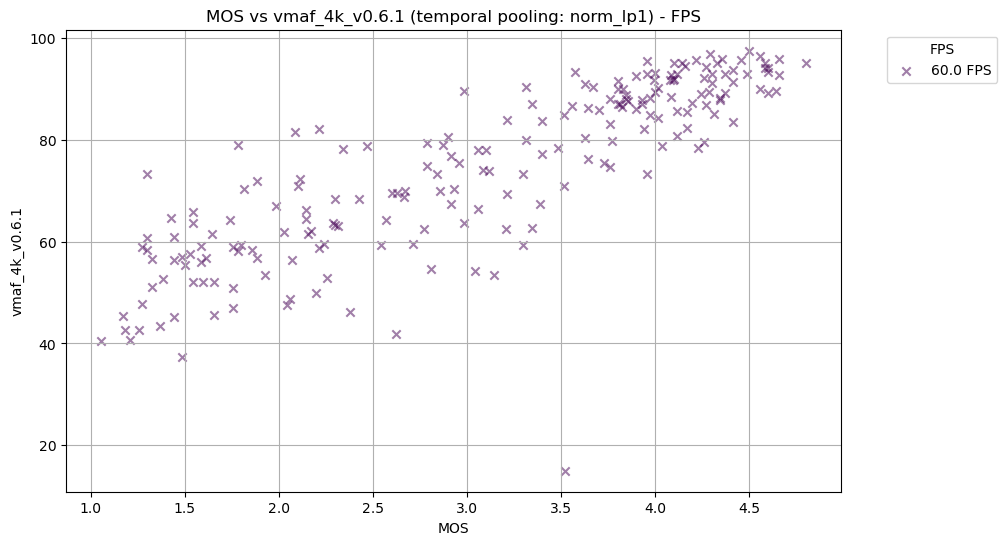 MOS vs vmaf_4k_v0.6.1 (temporal pooling: norm_lp1) - FPS
FPS
60.0 FPS
vmaf_4k_v0.6.1
100
80
60
40
20
1.0 1.5 2.0 2.5 3.0 3.5 4.0 4.5
MOS